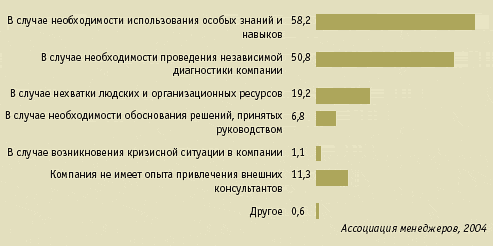 В случае необходимости использования особых знаний и 58,2
навыков
В случае необходимости проведения независимой 50,8
диагностики компании
В случае нехватки людских и организационных ресурсов 19,2
В случае необходимости обоснования решений, принятых 6,8
руководством
В случае возникновения кризисной ситуации в компании 1,1
Компания не имеет опыта привлечения внешних 11,3
консультантов
Другое 0,6
Ассоциация менеджеров, 2004